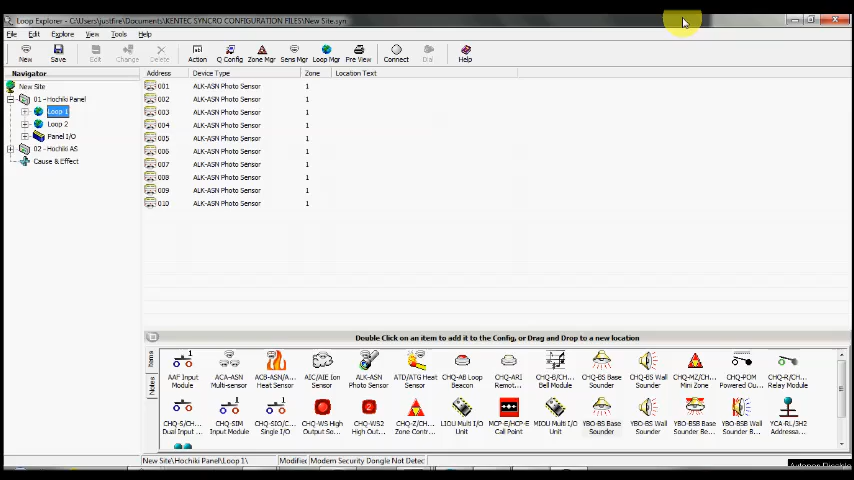 Loop Explorer - C:\Users\justfire\Documents\KENTEC SYNCRO CONFIGURATION FILES\New Site.syn
File Edit Explorer View Tools Help
New Save Edit Change Delete Action Q Config Zone Mgr Sens Mgr Loop Mgr Pre View Connect Dial Help
Navigator
New Site
01 - Hochiki Panel
Loop 1
Loop 2
Panel I/O
02 - Hochiki AS
Cause & Effect
Address Device Type Zone Location Text
001 ALK-ASN Photo Sensor 1
002 ALK-ASN Photo Sensor 1
003 ALK-ASN Photo Sensor 1
004 ALK-ASN Photo Sensor 1
005 ALK-ASN Photo Sensor 1
006 ALK-ASN Photo Sensor 1
007 ALK-ASN Photo Sensor 1
008 ALK-ASN Photo Sensor 1
009 ALK-ASN Photo Sensor 1
010 ALK-ASN Photo Sensor 1
Double Click on an item to add it to the Config, or Drag and Drop to a new location
Items
Notes
AAF Input Module
ACA-ASN Multi-sensor
ACB-ASN/A... Heat Sensor
AIC/AIE Ion Sensor
ALK-ASN Photo Sensor
ATD/ATG Heat Sensor
CHQ-AB Loop Beacon
CHQ-ARI Remot...
CHQ-B/CH... Bell Module
CHQ-BS Base Sounder
CHQ-BS Wall Sounder
CHQ-MZ/CH... Mini Zone
CHQ-POM Powered Ou...
CHQ-R/CH... Relay Module
CHQ-S/CH... Dual Input ...
CHQ-SIM Input Module
CHQ-SIO/C... Single I/O
CHQ-WS High Output So...
CHQ-WS2 High Out...
CHQ-Z/CH... Zone Contr...
LIOU Multi I/O Unit
MCP-E/HCP-E Call Point
MIOU Multi I/O Unit
YBO-BS Base Sounder
YBO-BS Wall Sounder
YBO-BSB Sounder Be...
YBO-BSB Wall Sounder B...
YCA-RL/3H2 Addressa...
New Site\Hochiki Panel\Loop 1\ Modified Modem Security Dongle Not Detec